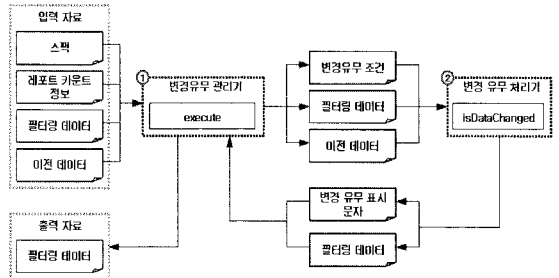 입력 자료
스팩
레포트 카운트
정보
필터링 데이터
이전 데이터
①
변경유무 관리기
execute
변경유무 조건
필터링 데이터
이전 데이터
②
변경 유무 처리기
isDataChanged
변경 유무 표시
문자
필터링 데이터
출력 자료
필터링 데이터